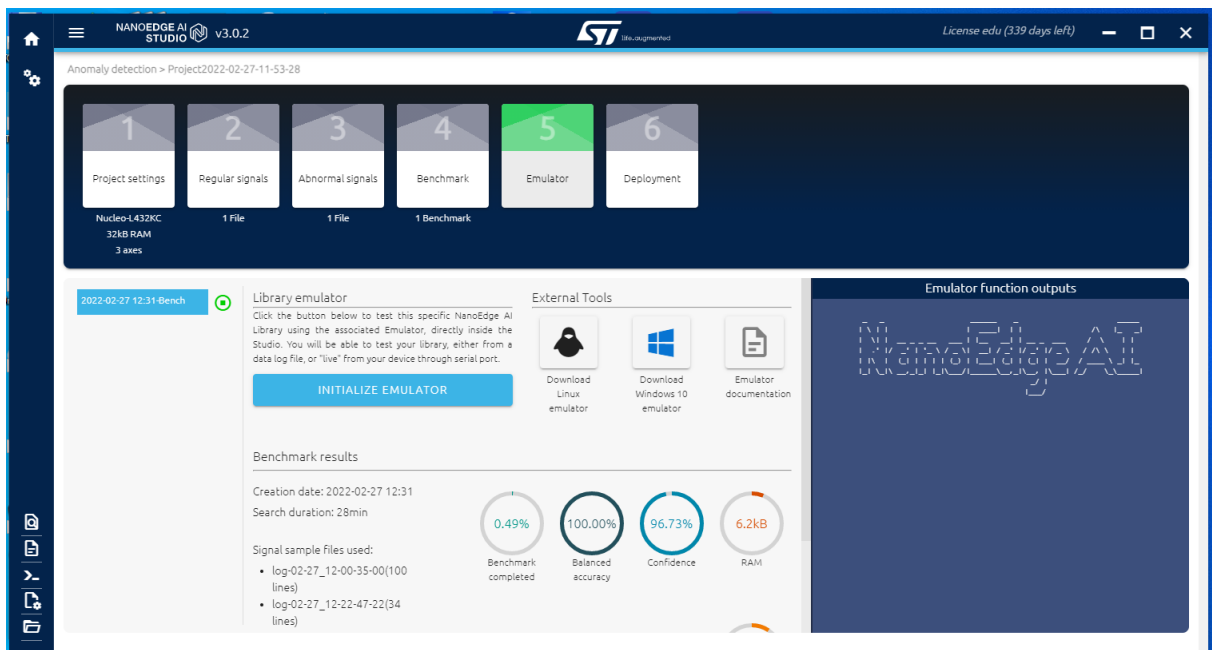 NANOEDGE AI
STUDIO
v3.0.2
ST
life.augmented
License edu (339 days left)
Anomaly detection > Project2022-02-27-11-53-28
1
2
3
4
5
6
Project settings
Regular signals
Abnormal signals
Benchmark
Emulator
Deployment
Nucleo-L432KC
32kB RAM
3 axes
1 File
1 File
1 Benchmark
2022-02-27 12:31-Bench
Library emulator
Click the button below to test this specific NanoEdge AI
Library using the associated Emulator, directly inside the
Studio. You will be able to test your library, either from a
data log file, or "live" from your device through serial port.
INITIALIZE EMULATOR
External Tools
Download
Linux
emulator
Download
Windows 10
emulator
Emulator
documentation
Benchmark results
Creation date: 2022-02-27 12:31
Search duration: 28min
Signal sample files used:
• log-02-27_12-00-35-00(100
lines)
• log-02-27_12-22-47-22(34
lines)
0.49%
Benchmark
completed
100.00%
Balanced
accuracy
96.73%
Confidence
6.2kB
RAM
Emulator function outputs
NanoEdge AI